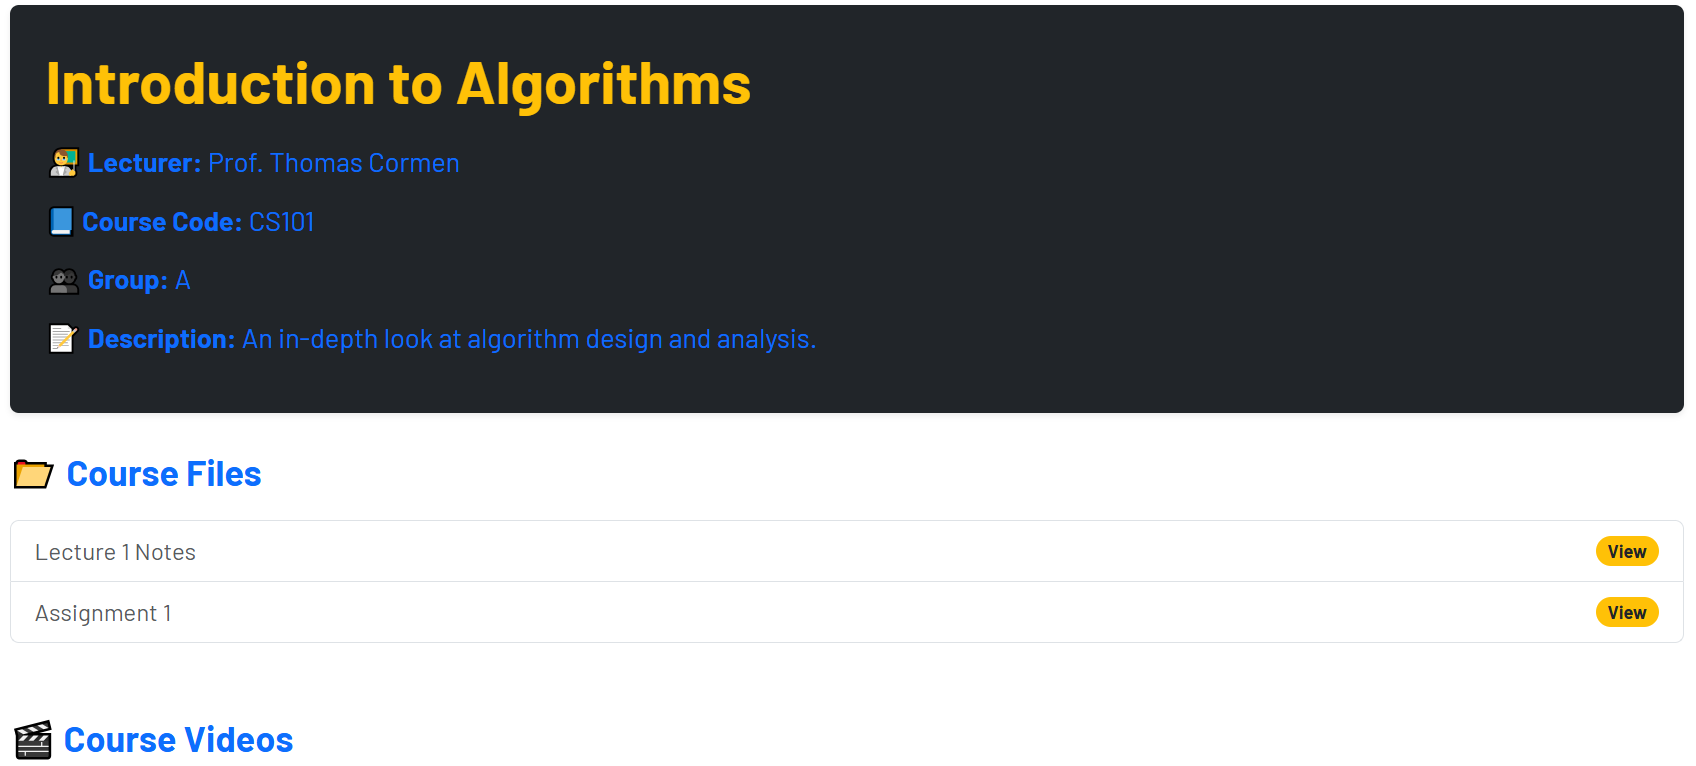 Introduction to Algorithms
Lecturer: Prof. Thomas Cormen
Course Code: CS101
Group: A
Description: An in-depth look at algorithm design and analysis.
Course Files
Lecture 1 Notes View
Assignment 1 View
Course Videos